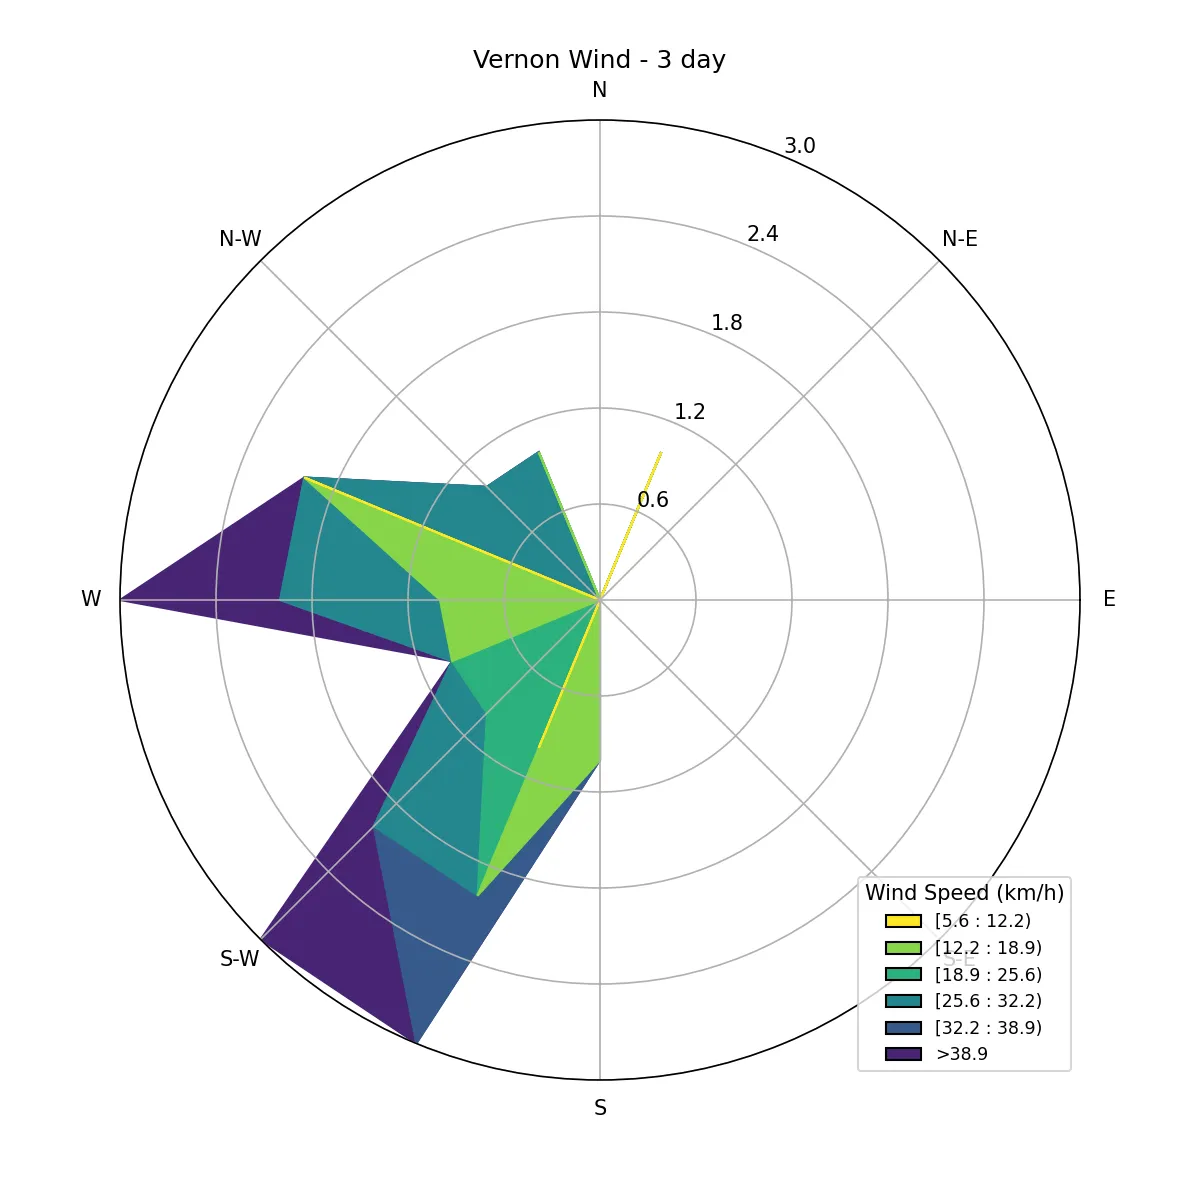 Vernon Wind - 3 day
N
3.0
N-W
2.4
N-E
1.8
1.2
0.6
W
E
S-W
S-E
S
Wind Speed (km/h)
[5.6 : 12.2)
[12.2 : 18.9)
[18.9 : 25.6)
[25.6 : 32.2)
[32.2 : 38.9)
>38.9